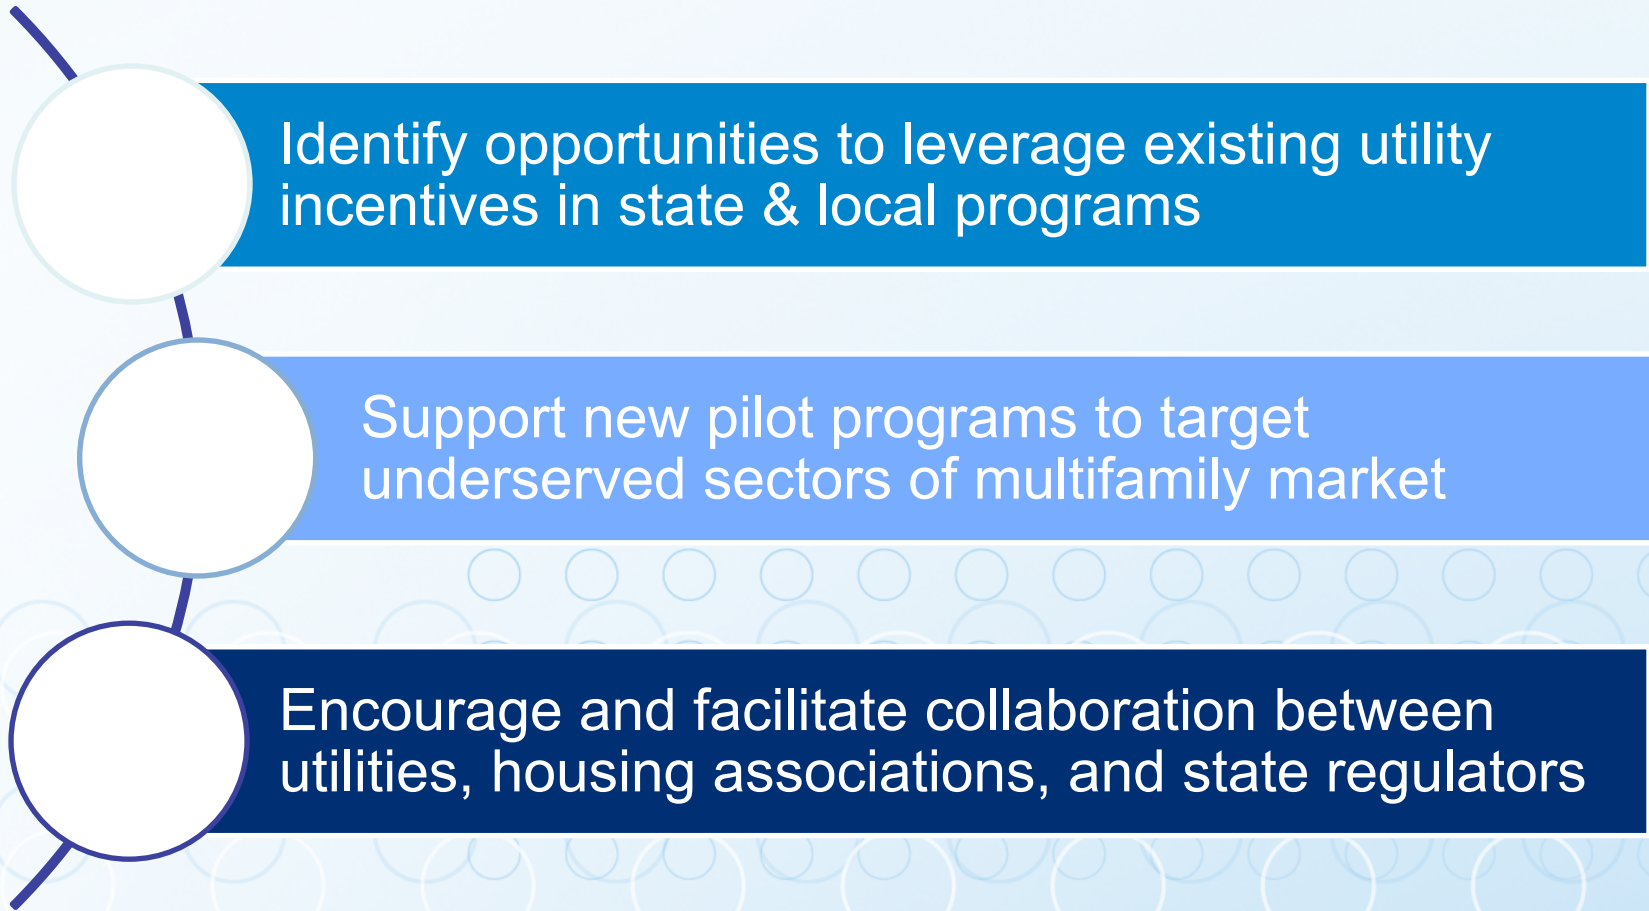 Identify opportunities to leverage existing utility
incentives in state & local programs
Support new pilot programs to target
underserved sectors of multifamily market
Encourage and facilitate collaboration between
utilities, housing associations, and state regulators